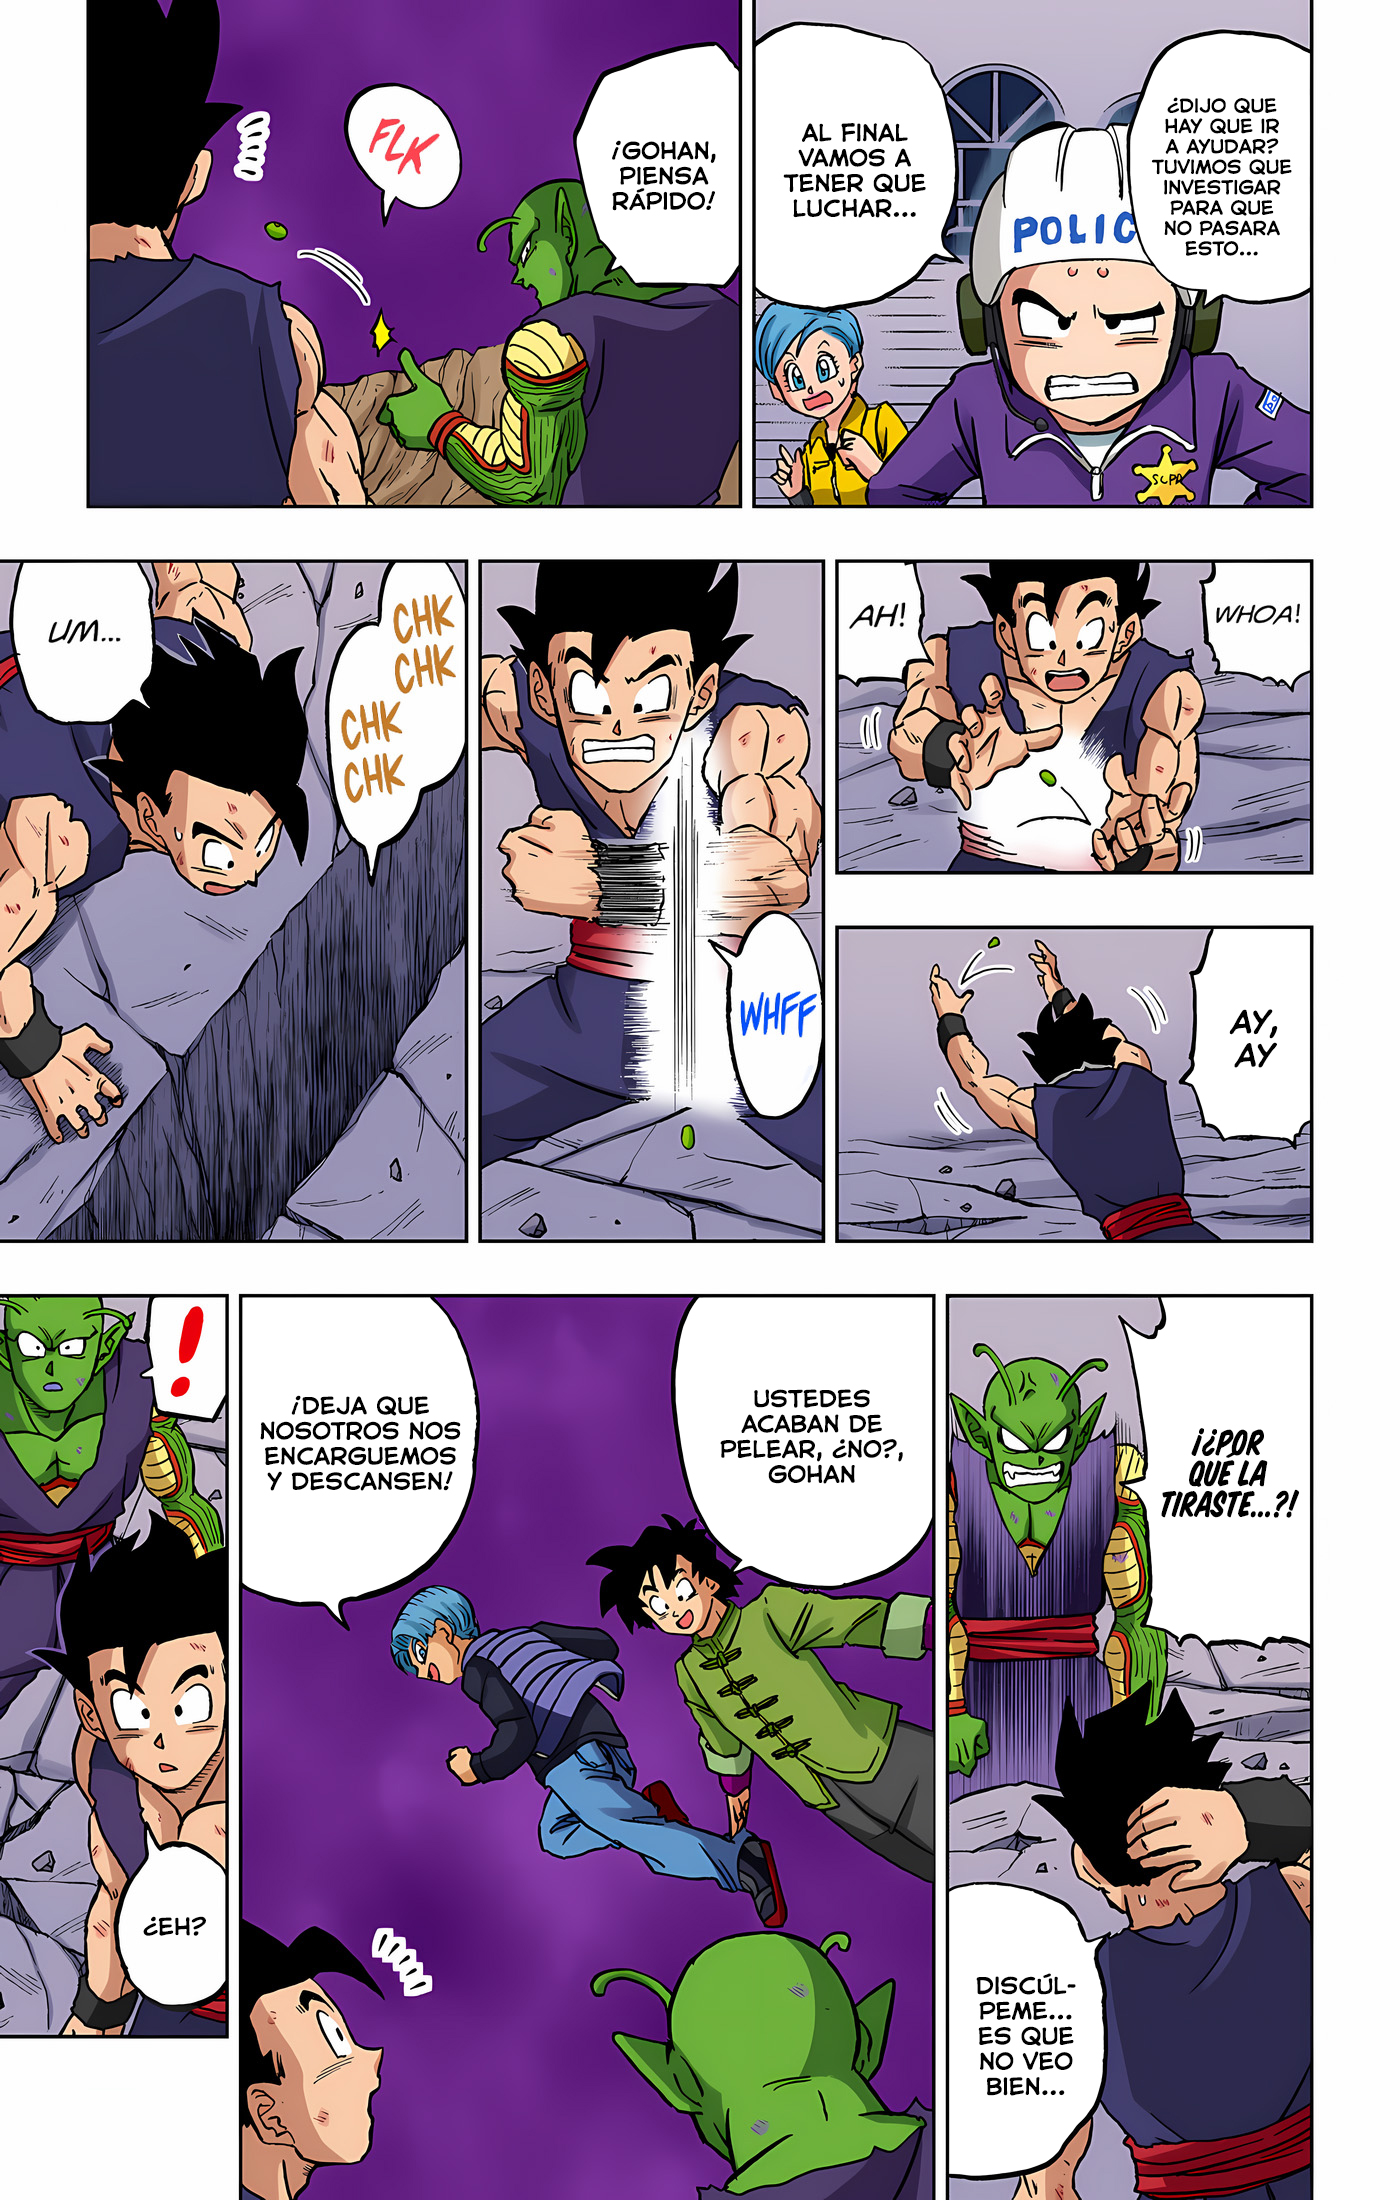 ¿DIJO QUE
HAY QUE IR
A AYUDAR?
TUVIMOS QUE
INVESTIGAR
PARA QUE
NO PASARA
ESTO...
AL FINAL
VAMOS A
TENER QUE
LUCHAR...
POLIC
SCPD
¡GOHAN,
PIENSA
RÁPIDO!
FLK
WHOA!
AH!
AY,
AY
WHFF
CHK
CHK
CHK
CHK
UM...
¡¿POR
QUE LA
TIRASTE...?!
DISCÚL-
PEME...
ES QUE
NO VEO
BIEN...
USTEDES
ACABAN DE
PELEAR, ¿NO?,
GOHAN
¡DEJA QUE
NOSOTROS NOS
ENCARGUEMOS
Y DESCANSEN!
!
¿EH?